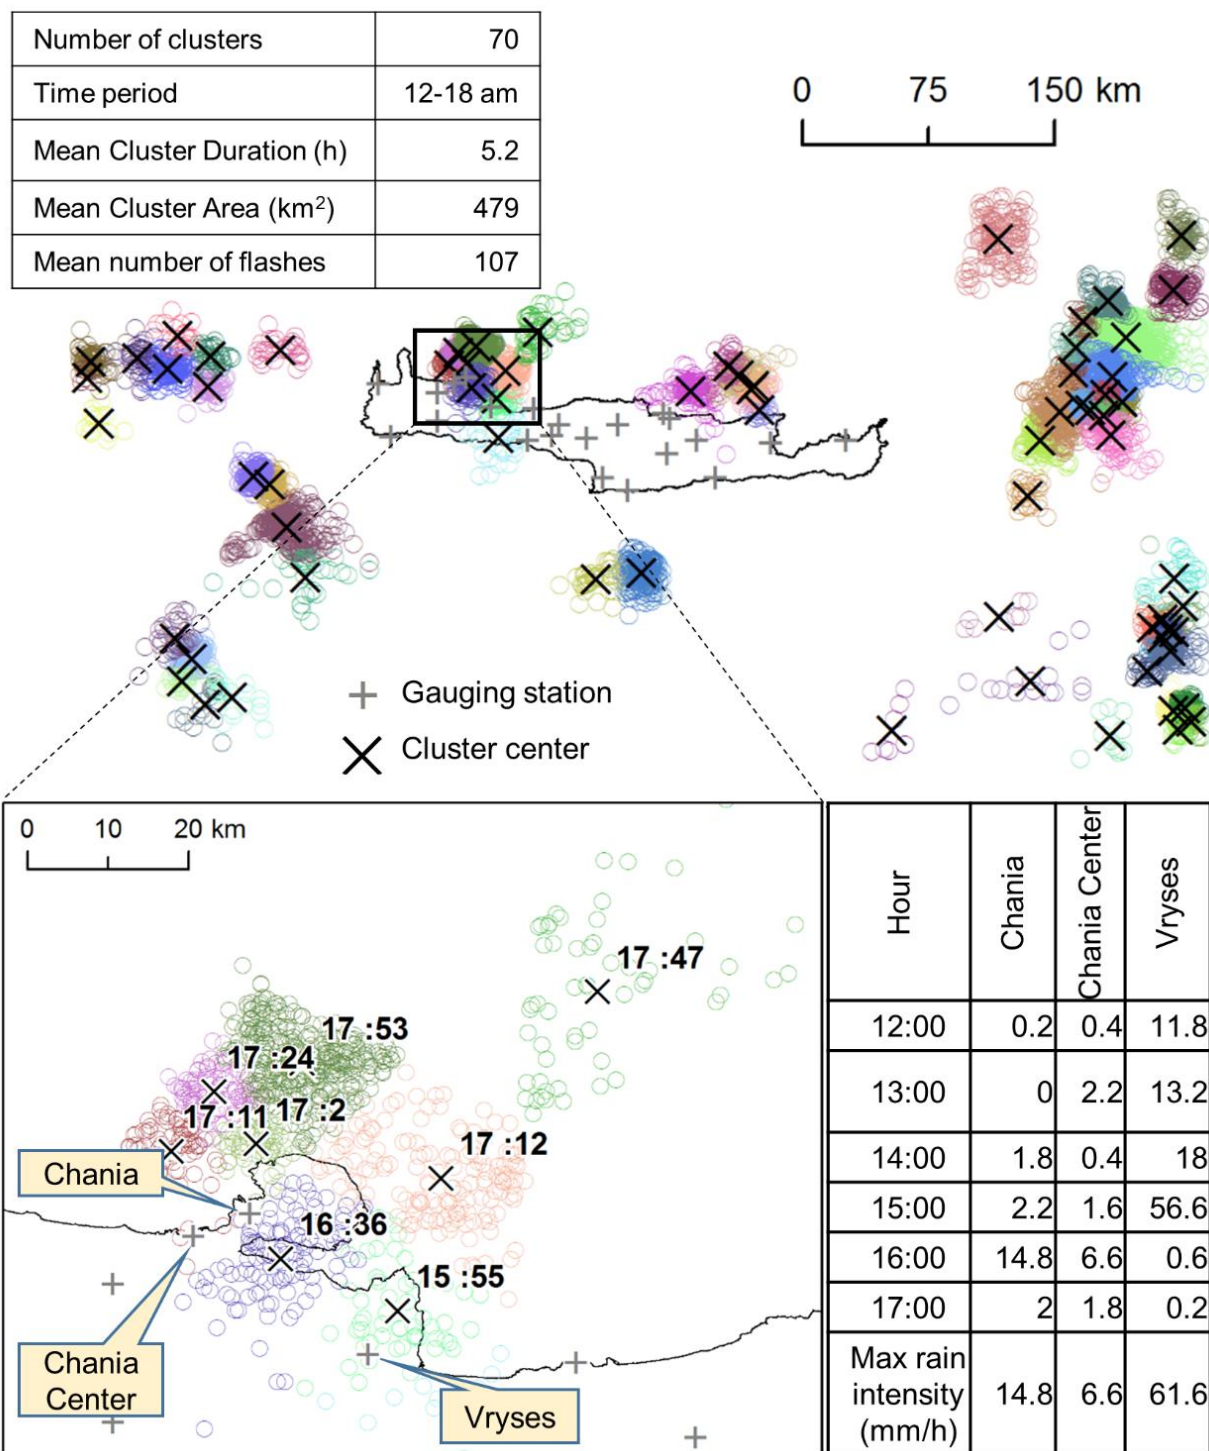 Number of clusters 70
Time period 12-18 am
Mean Cluster Duration (h) 5.2
Mean Cluster Area (km²) 479
Mean number of flashes 107
0 75 150 km
Gauging station
Cluster center
0 10 20 km
17 :47
17 :53
17 :24
17 :11 17 :2
17 :12
Chania
16 :36
15 :55
Chania
Center
Vryses
Hour Chania Chania Center Vryses
12:00 0.2 0.4 11.8
13:00 0 2.2 13.2
14:00 1.8 0.4 18
15:00 2.2 1.6 56.6
16:00 14.8 6.6 0.6
17:00 2 1.8 0.2
Max rain
intensity
(mm/h) 14.8 6.6 61.6